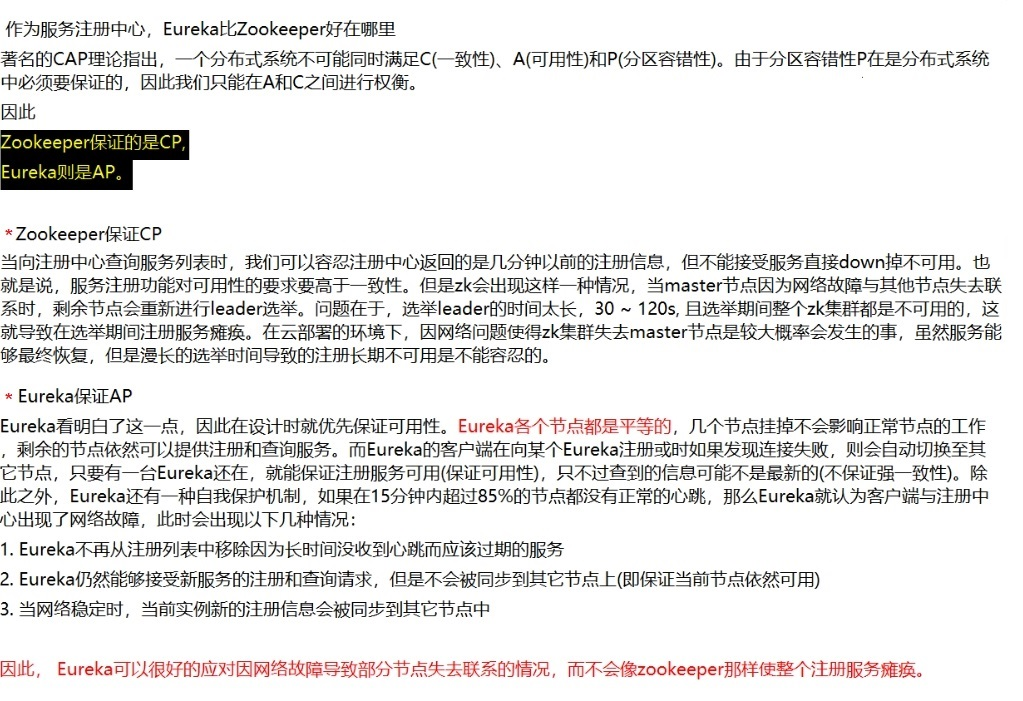 作为服务注册中心，Eureka比Zookeeper好在哪里
著名的CAP理论指出，一个分布式系统不可能同时满足C(一致性)、A(可用性)和P(分区容错性)。由于分区容错性P在是分布式系统
中必须要保证的，因此我们只能在A和C之间进行权衡。
因此
Zookeeper保证的是CP,
Eureka则是AP。
*Zookeeper保证CP
当向注册中心查询服务列表时，我们可以容忍注册中心返回的是几分钟以前的注册信息，但不能接受服务直接down掉不可用。也
就是说，服务注册功能对可用性的要求要高于一致性。但是zk会出现这样一种情况，当master节点因为网络故障与其他节点失去联
系时，剩余节点会重新进行leader选举。问题在于，选举leader的时间太长，30 ~ 120s, 且选举期间整个zk集群都是不可用的，这
就导致在选举期间注册服务瘫痪。在云部署的环境下，因网络问题使得zk集群失去master节点是较大概率会发生的事，虽然服务能
够最终恢复，但是漫长的选举时间导致的注册长期不可用是不能容忍的。
* Eureka保证AP
Eureka看明白了这一点，因此在设计时就优先保证可用性。Eureka各个节点都是平等的，几个节点挂掉不会影响正常节点的工作
，剩余的节点依然可以提供注册和查询服务。而Eureka的客户端在向某个Eureka注册或时如果发现连接失败，则会自动切换至其
它节点，只要有一台Eureka还在，就能保证注册服务可用(保证可用性)，只不过查到的信息可能不是最新的(不保证强一致性)。除
此之外，Eureka还有一种自我保护机制，如果在15分钟内超过85%的节点都没有正常的心跳，那么Eureka就认为客户端与注册中
心出现了网络故障，此时会出现以下几种情况：
1. Eureka不再从注册列表中移除因为长时间没收到心跳而应该过期的服务
2. Eureka仍然能够接受新服务的注册和查询请求，但是不会被同步到其它节点上(即保证当前节点依然可用)
3. 当网络稳定时，当前实例新的注册信息会被同步到其它节点中
因此， Eureka可以很好的应对因网络故障导致部分节点失去联系的情况，而不会像zookeeper那样使整个注册服务瘫痪。